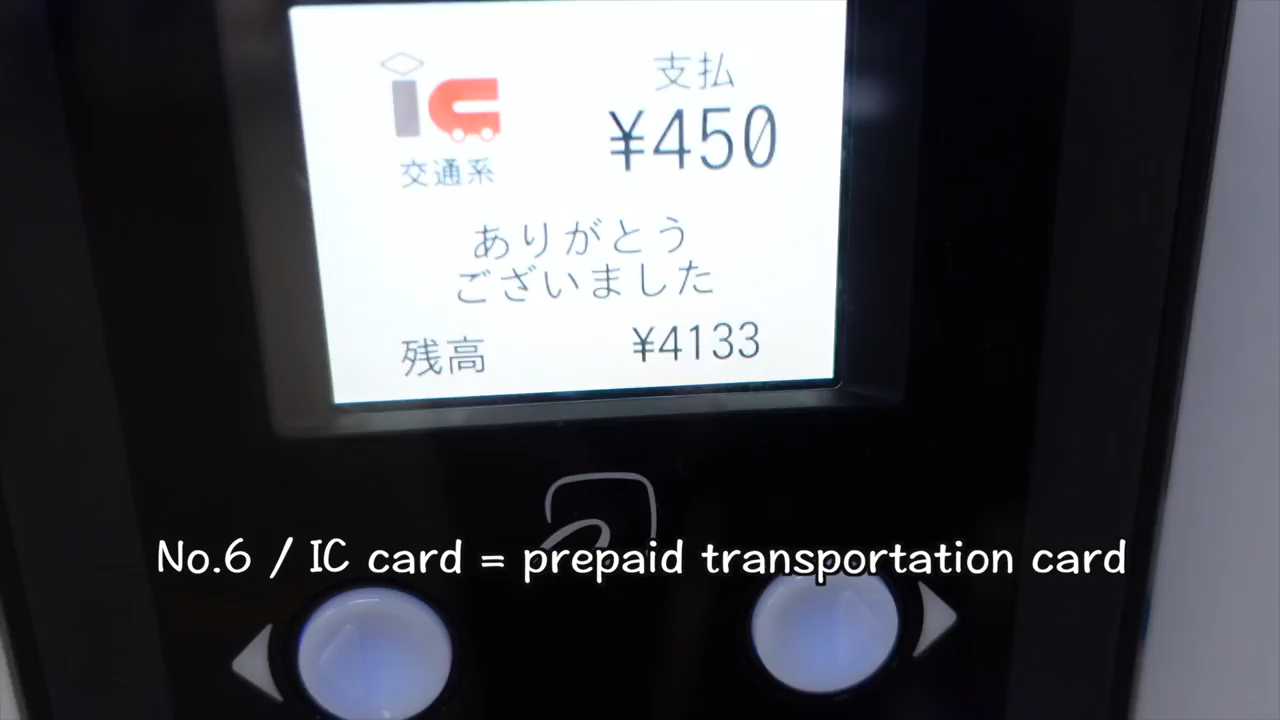 ic
交通系
支払
¥450
ありがとう
ございました
残高 ¥4133
No.6 / IC card = prepaid transportation card